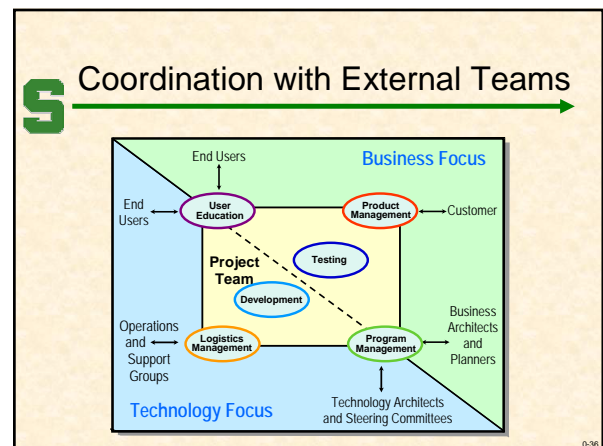 S
Coordination with External Teams
End Users
Business Focus
End
Users
User
Education
Product
Management
Customer
Project
Team
Testing
Development
Operations
and
Support
Groups
Logistics
Management
Program
Management
Business
Architects
and
Planners
Technology Focus
Technology Architects
and Steering Committees
0-36